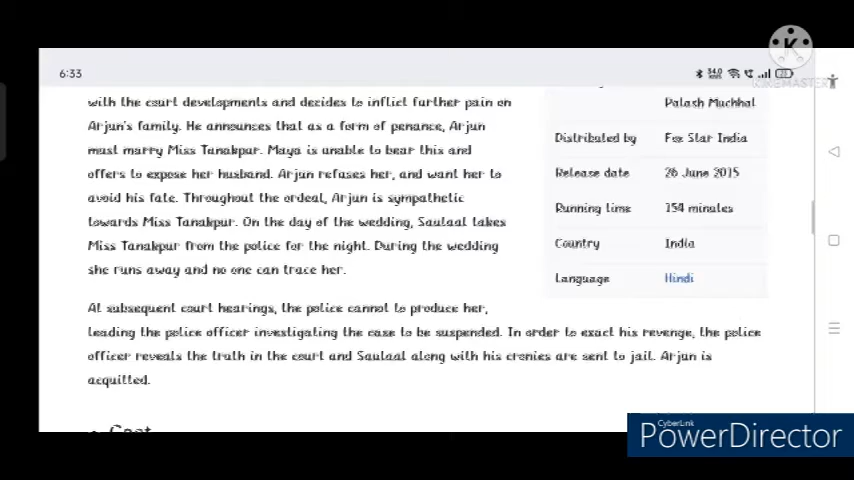 6:33
54.0
20
K
KINEMASTER
with the court developments and decides to inflict further pain on
Arjun's family. He announces that as a form of penance, Arjun
must marry Miss Tanakpur. Maya is unable to bear this and
offers to expose her husband. Arjun refuses her, and want her to
avoid his fate. Throughout the ordeal, Arjun is sympathetic
towards Miss Tanakpur. On the day of the wedding, Sualaal takes
Miss Tanakpur from the police for the night. During the wedding
she runs away and no one can trace her.
Palash Muchhal
Distributed by Fox Star India
Release date 26 June 2015
Running time 154 minutes
Country India
Language Hindi
At subsequent court hearings, the police cannot to produce her,
leading the police officer investigating the case to be suspended. In order to exact his revenge, the police
officer reveals the truth in the court and Sualaal along with his cronies are sent to jail. Arjun is
acquitted.
Cast
CyberLink
PowerDirector